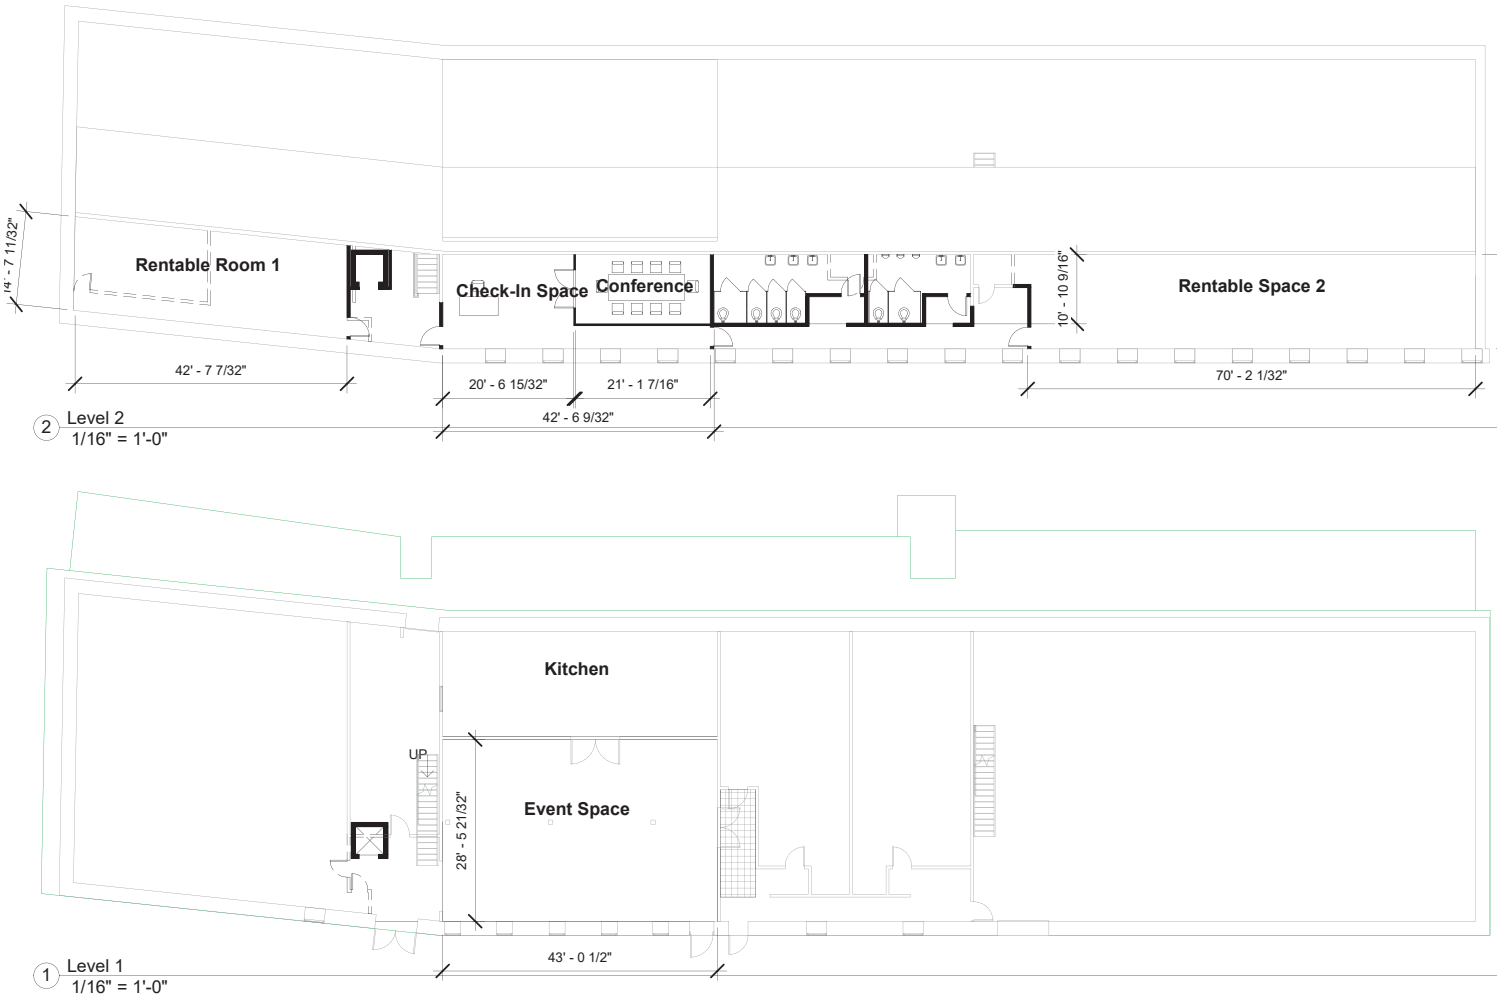 Rentable Room 1
Check-In Space
Conference
Rentable Space 2
14' - 7 11/32"
10' - 10 9/16"
42' - 7 7/32"
20' - 6 15/32"
21' - 1 7/16"
70' - 2 1/32"
42' - 6 9/32"
2
Level 2
1/16" = 1'-0"
Kitchen
UP
Event Space
28' - 5 21/32"
43' - 0 1/2"
1
Level 1
1/16" = 1'-0"